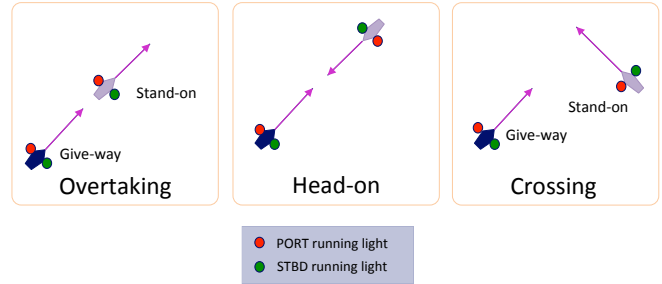 Stand-on
Give-way
Overtaking
Head-on
Stand-on
Give-way
Crossing
PORT running light
STBD running light